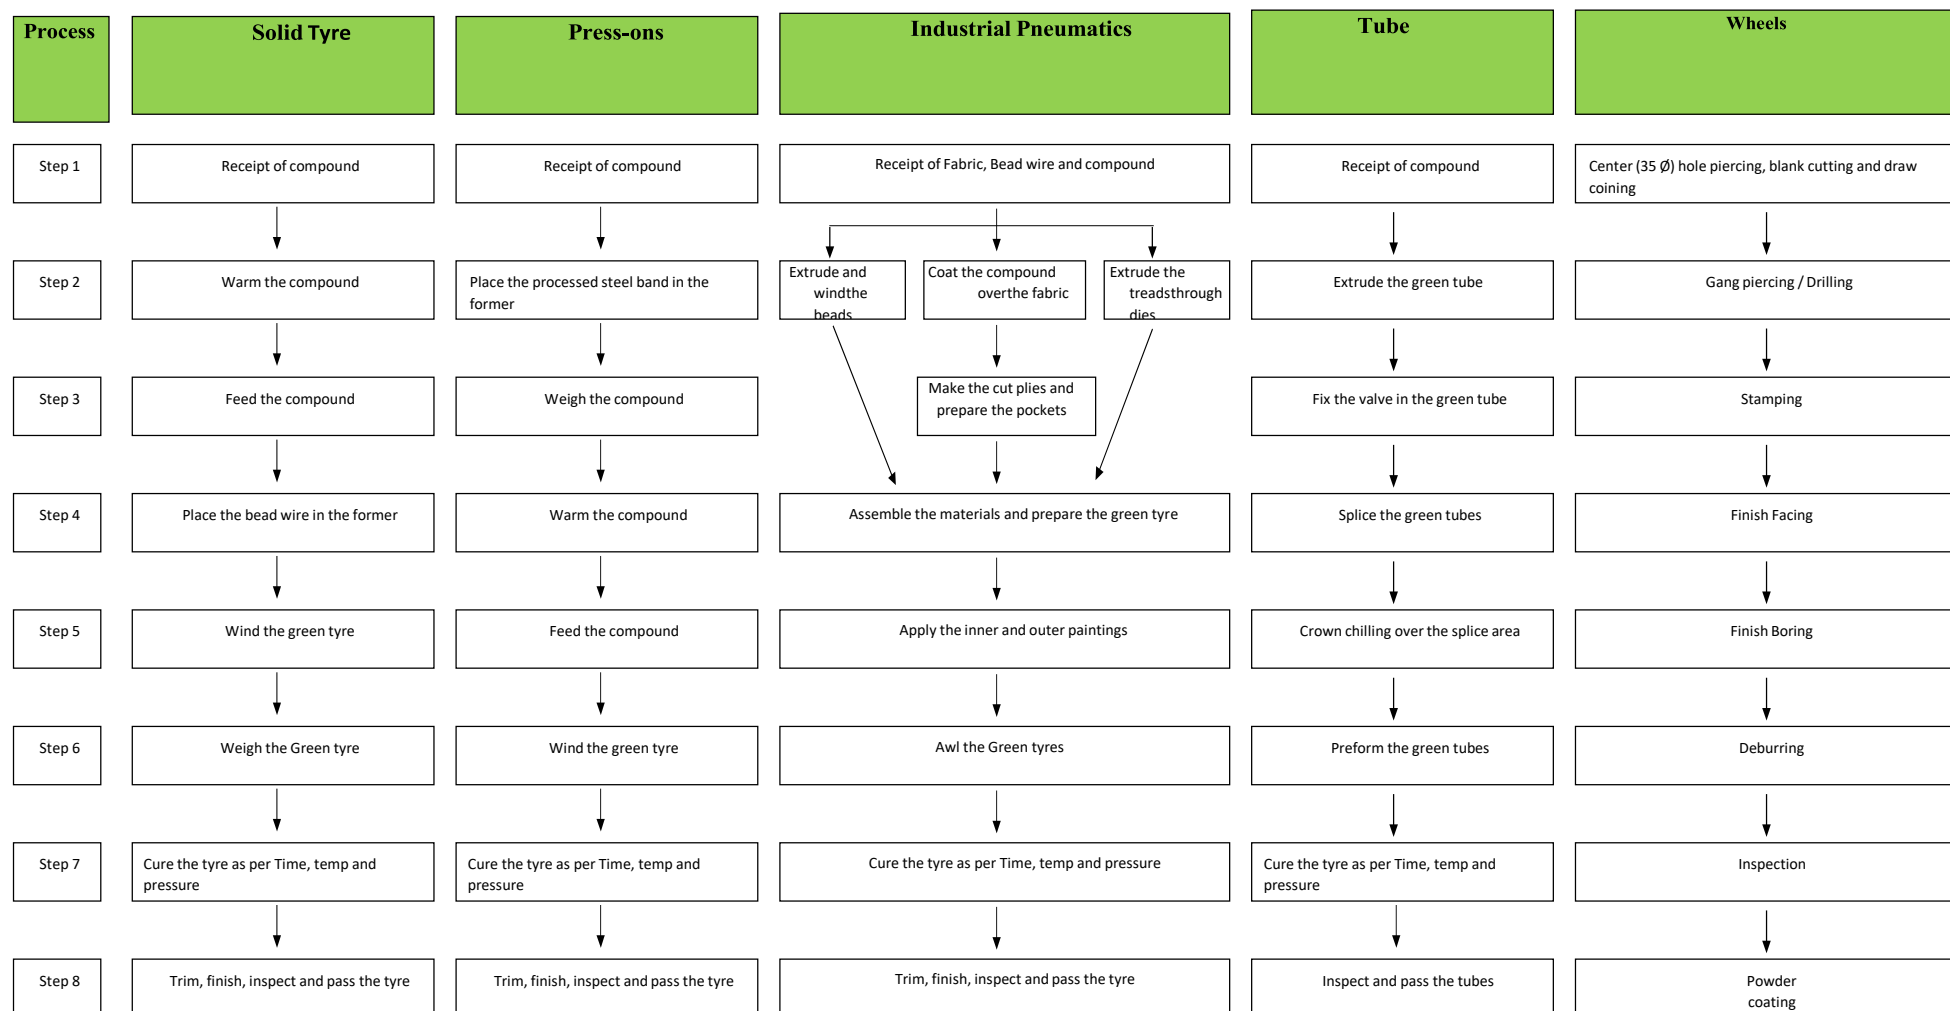 Process
Solid Tyre
Press-ons
Industrial Pneumatics
Tube
Wheels
Step 1
Receipt of compound
Receipt of compound
Receipt of Fabric, Bead wire and compound
Receipt of compound
Center (35 Ø) hole piercing, blank cutting and draw
coining
Step 2
Warm the compound
Place the processed steel band in the
former
Extrude and
windthe
beads
Coat the compound
overthe fabric
Extrude the
treadsthrough
dies
Extrude the green tube
Gang piercing / Drilling
Step 3
Feed the compound
Weigh the compound
Make the cut plies and
prepare the pockets
Fix the valve in the green tube
Stamping
Step 4
Place the bead wire in the former
Warm the compound
Assemble the materials and prepare the green tyre
Splice the green tubes
Finish Facing
Step 5
Wind the green tyre
Feed the compound
Apply the inner and outer paintings
Crown chilling over the splice area
Finish Boring
Step 6
Weigh the Green tyre
Wind the green tyre
Awl the Green tyres
Preform the green tubes
Deburring
Step 7
Cure the tyre as per Time, temp and
pressure
Cure the tyre as per Time, temp and
pressure
Cure the tyre as per Time, temp and pressure
Cure the tyre as per Time, temp and
pressure
Inspection
Step 8
Trim, finish, inspect and pass the tyre
Trim, finish, inspect and pass the tyre
Trim, finish, inspect and pass the tyre
Inspect and pass the tubes
Powder
coating